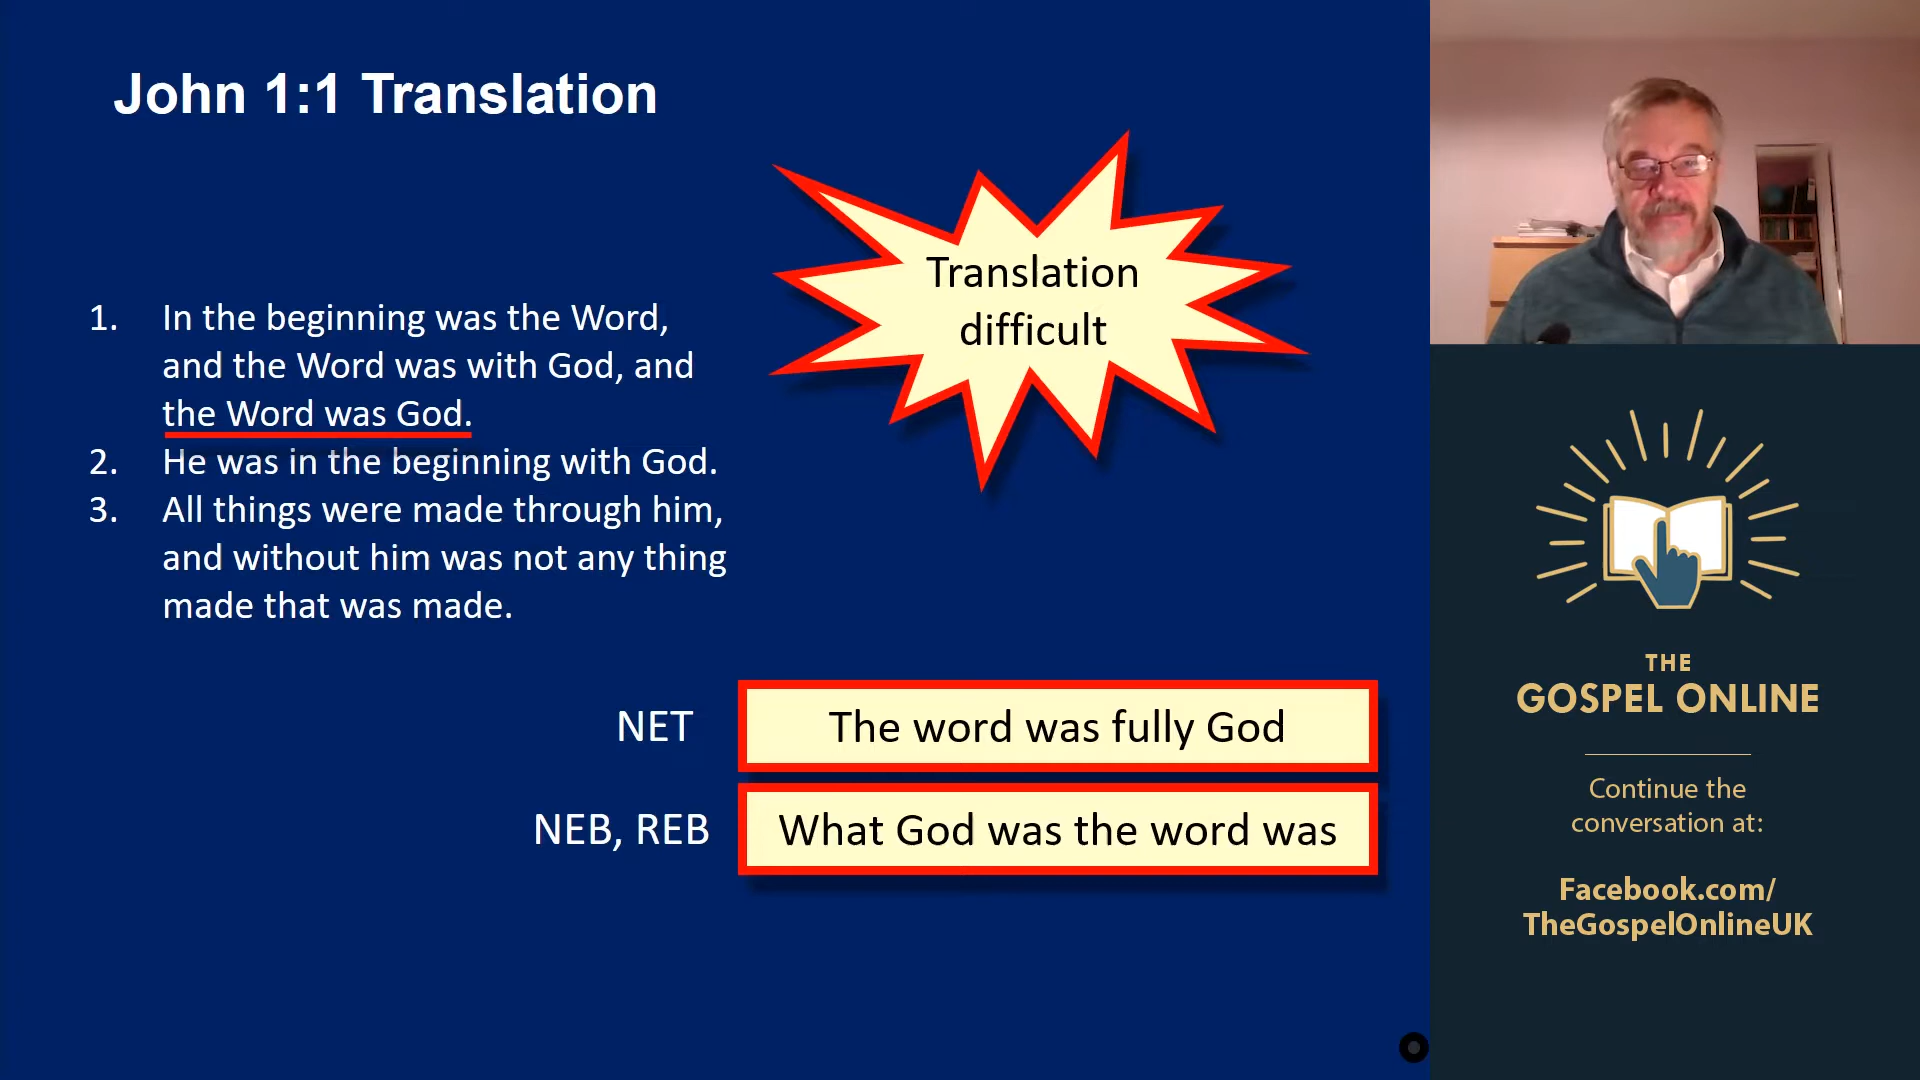 John 1:1 Translation
1. In the beginning was the Word,
and the Word was with God, and
the Word was God.
2. He was in the beginning with God.
3. All things were made through him,
and without him was not any thing
made that was made.
Translation
difficult
NET
The word was fully God
NEB, REB
What God was the word was
THE
GOSPEL ONLINE
Continue the
conversation at:
Facebook.com/
TheGospelOnlineUK